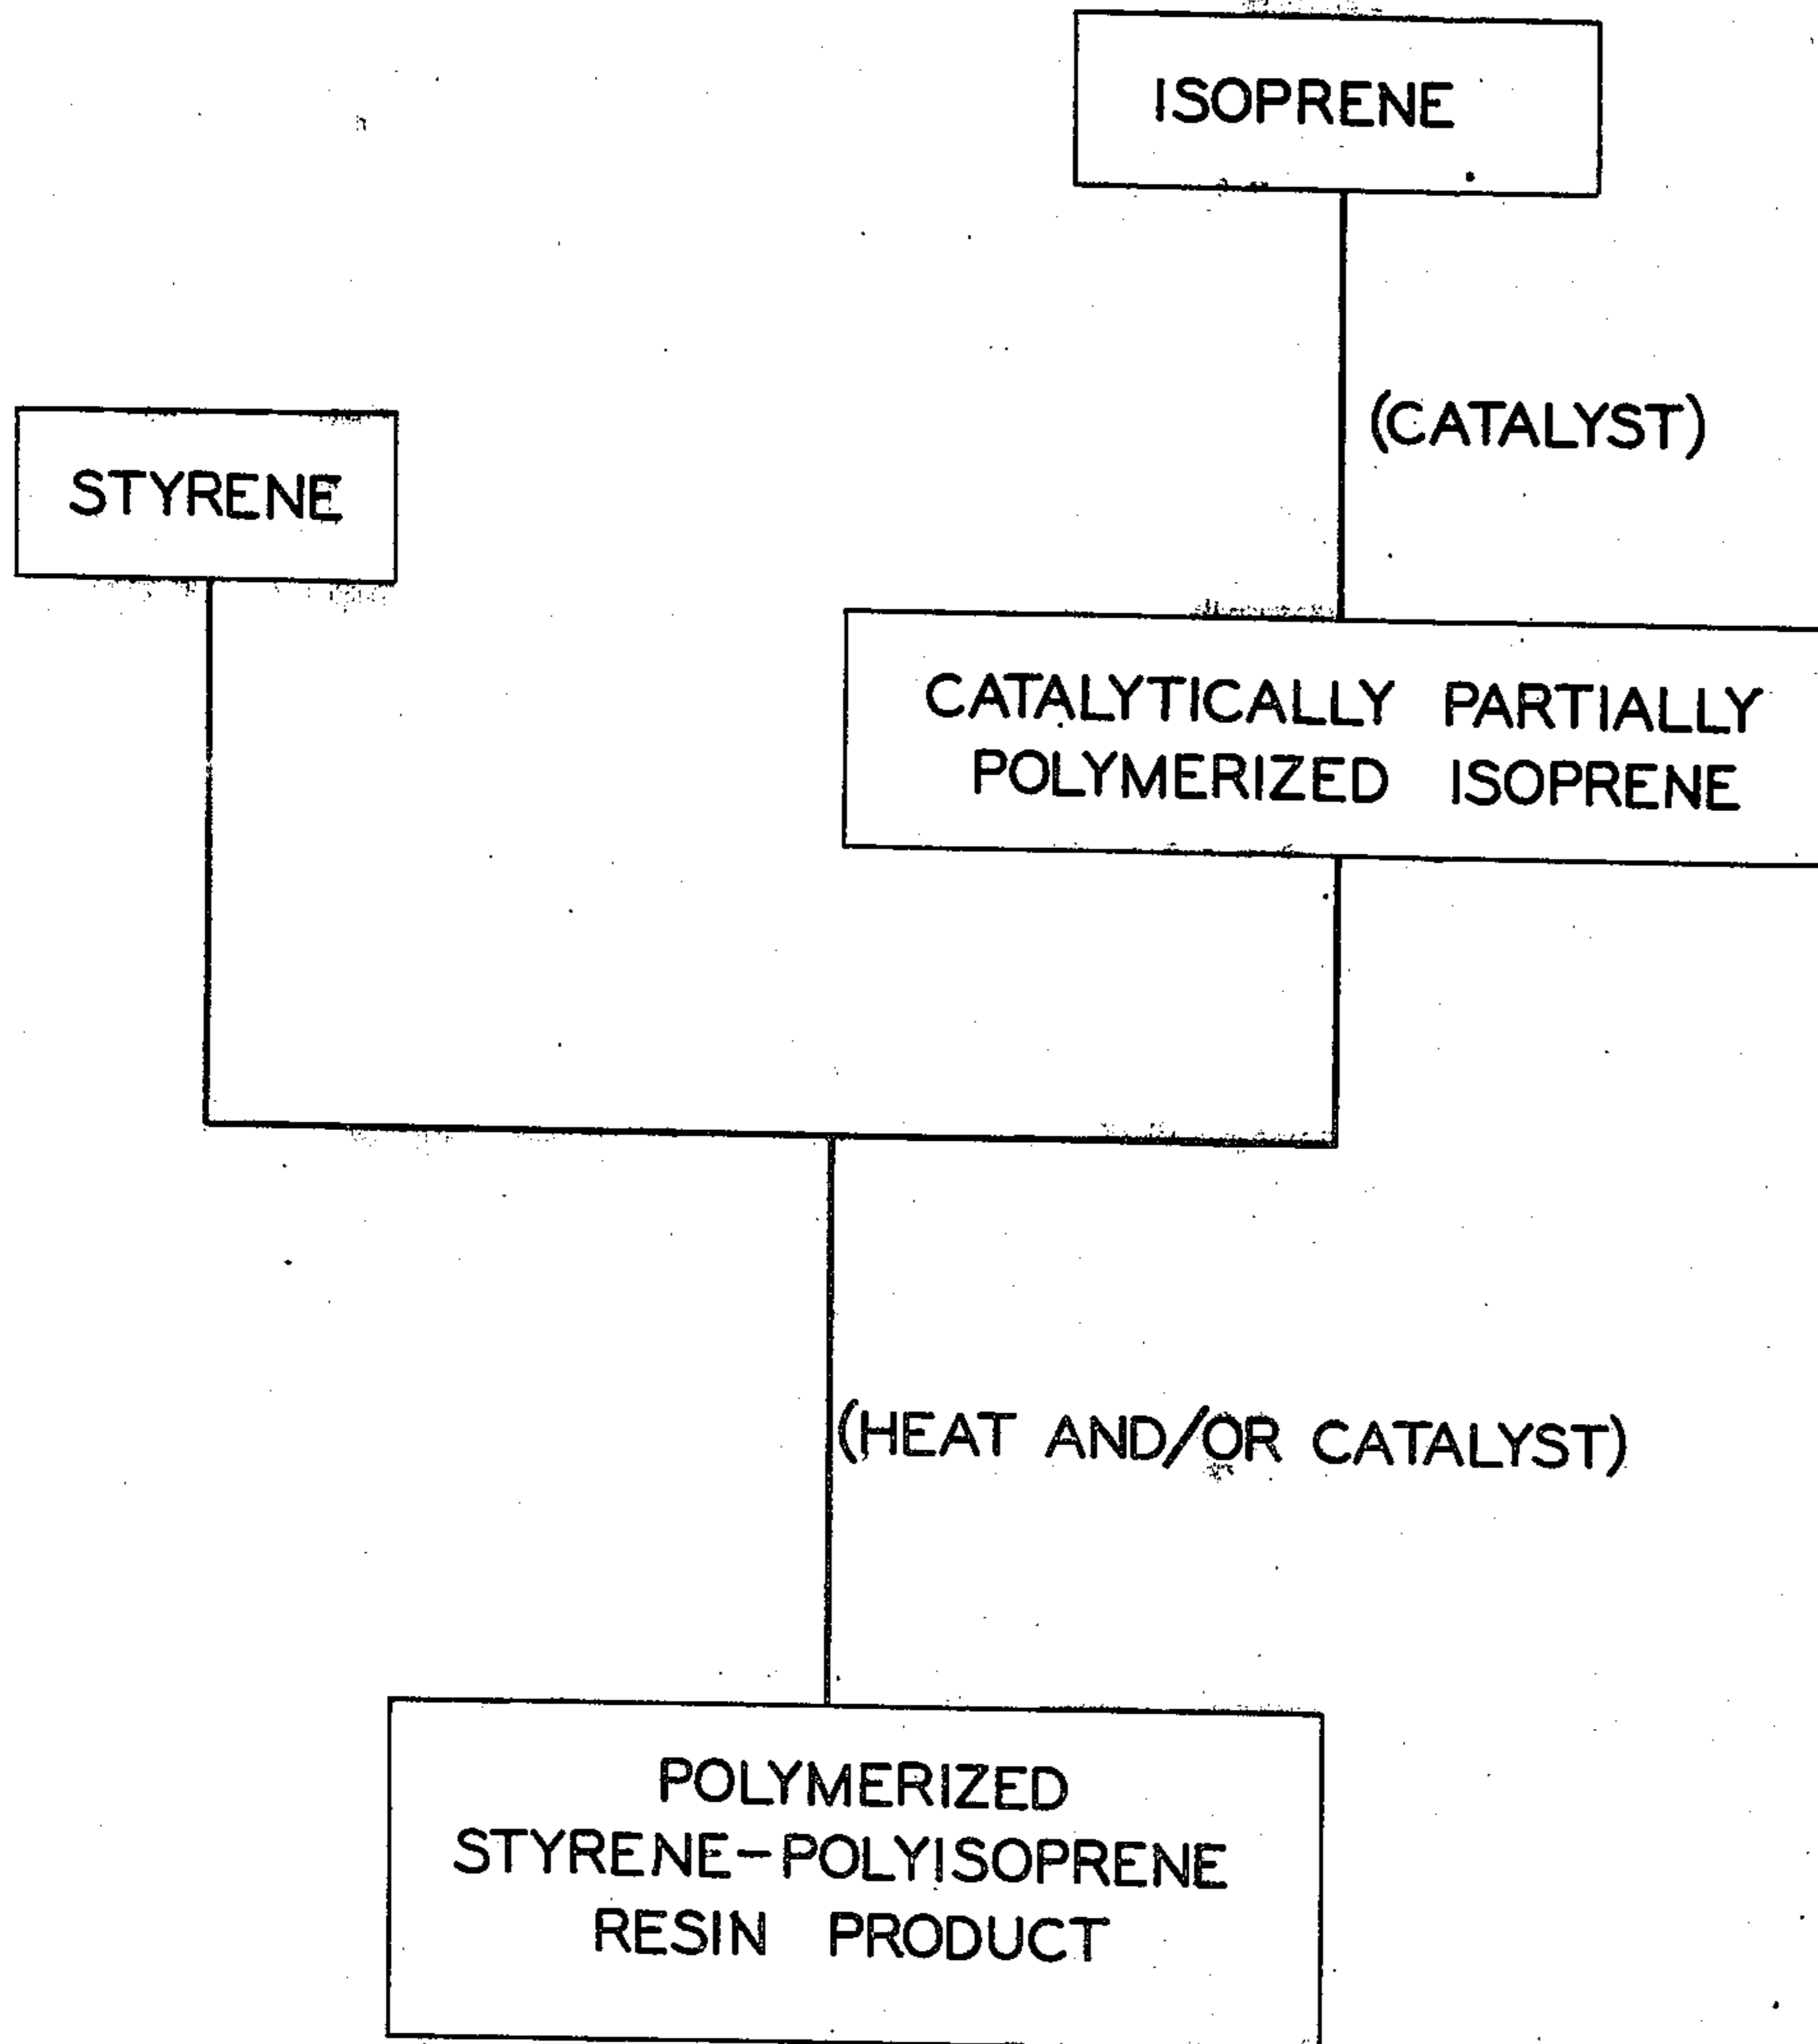 ISOPRENE
(CATALYST)
STYRENE
CATALYTICALLY PARTIALLY
POLYMERIZED ISOPRENE
(HEAT AND/OR CATALYST)
POLYMERIZED
STYRENE-POLYISOPRENE
RESIN PRODUCT